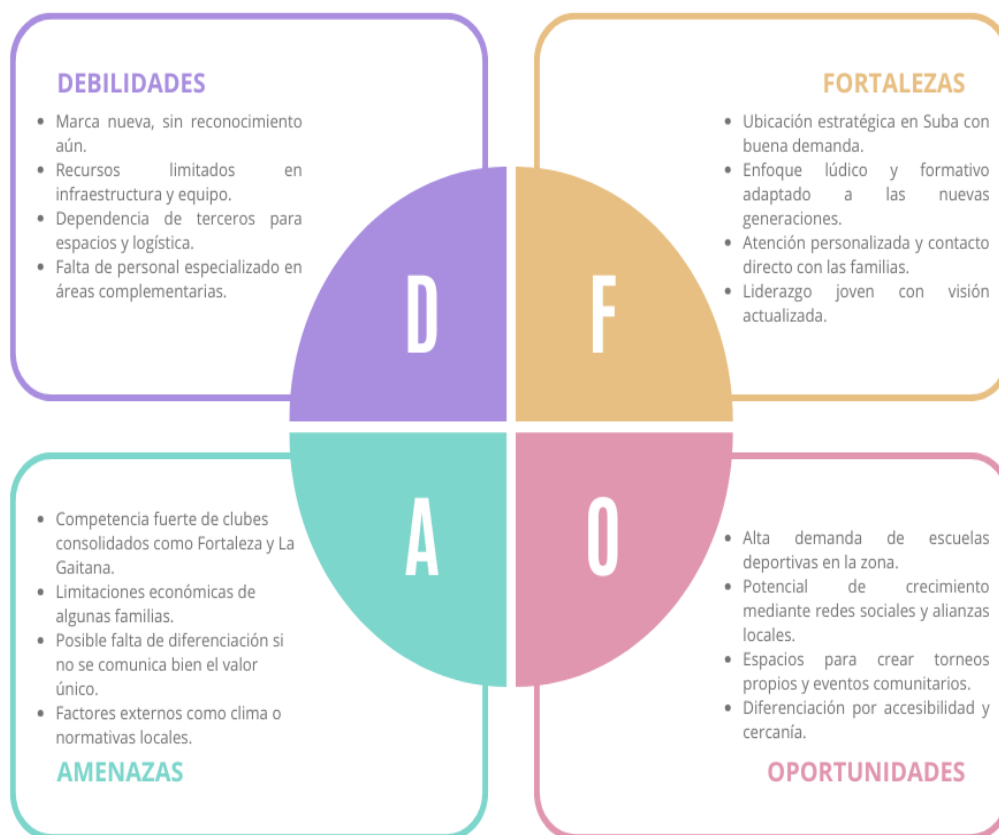 DEBILIDADES
• Marca nueva, sin reconocimiento
aún.
• Recursos limitados en
infraestructura y equipo.
• Dependencia de terceros para
espacios y logística.
• Falta de personal especializado en
áreas complementarias.
FORTALEZAS
• Ubicación estratégica en Suba con
buena demanda.
• Enfoque lúdico y formativo
adaptado a las nuevas
generaciones.
• Atención personalizada y contacto
directo con las familias.
• Liderazgo joven con visión
actualizada.
D
F
A
O
• Competencia fuerte de clubes
consolidados como Fortaleza y La
Gaitana.
• Limitaciones económicas de
algunas familias.
• Posible falta de diferenciación si
no se comunica bien el valor
único.
• Factores externos como clima o
normativas locales.
AMENAZAS
• Alta demanda de escuelas
deportivas en la zona.
• Potencial de crecimiento
mediante redes sociales y alianzas
locales.
• Espacios para crear torneos
propios y eventos comunitarios.
• Diferenciación por accesibilidad y
cercanía.
OPORTUNIDADES